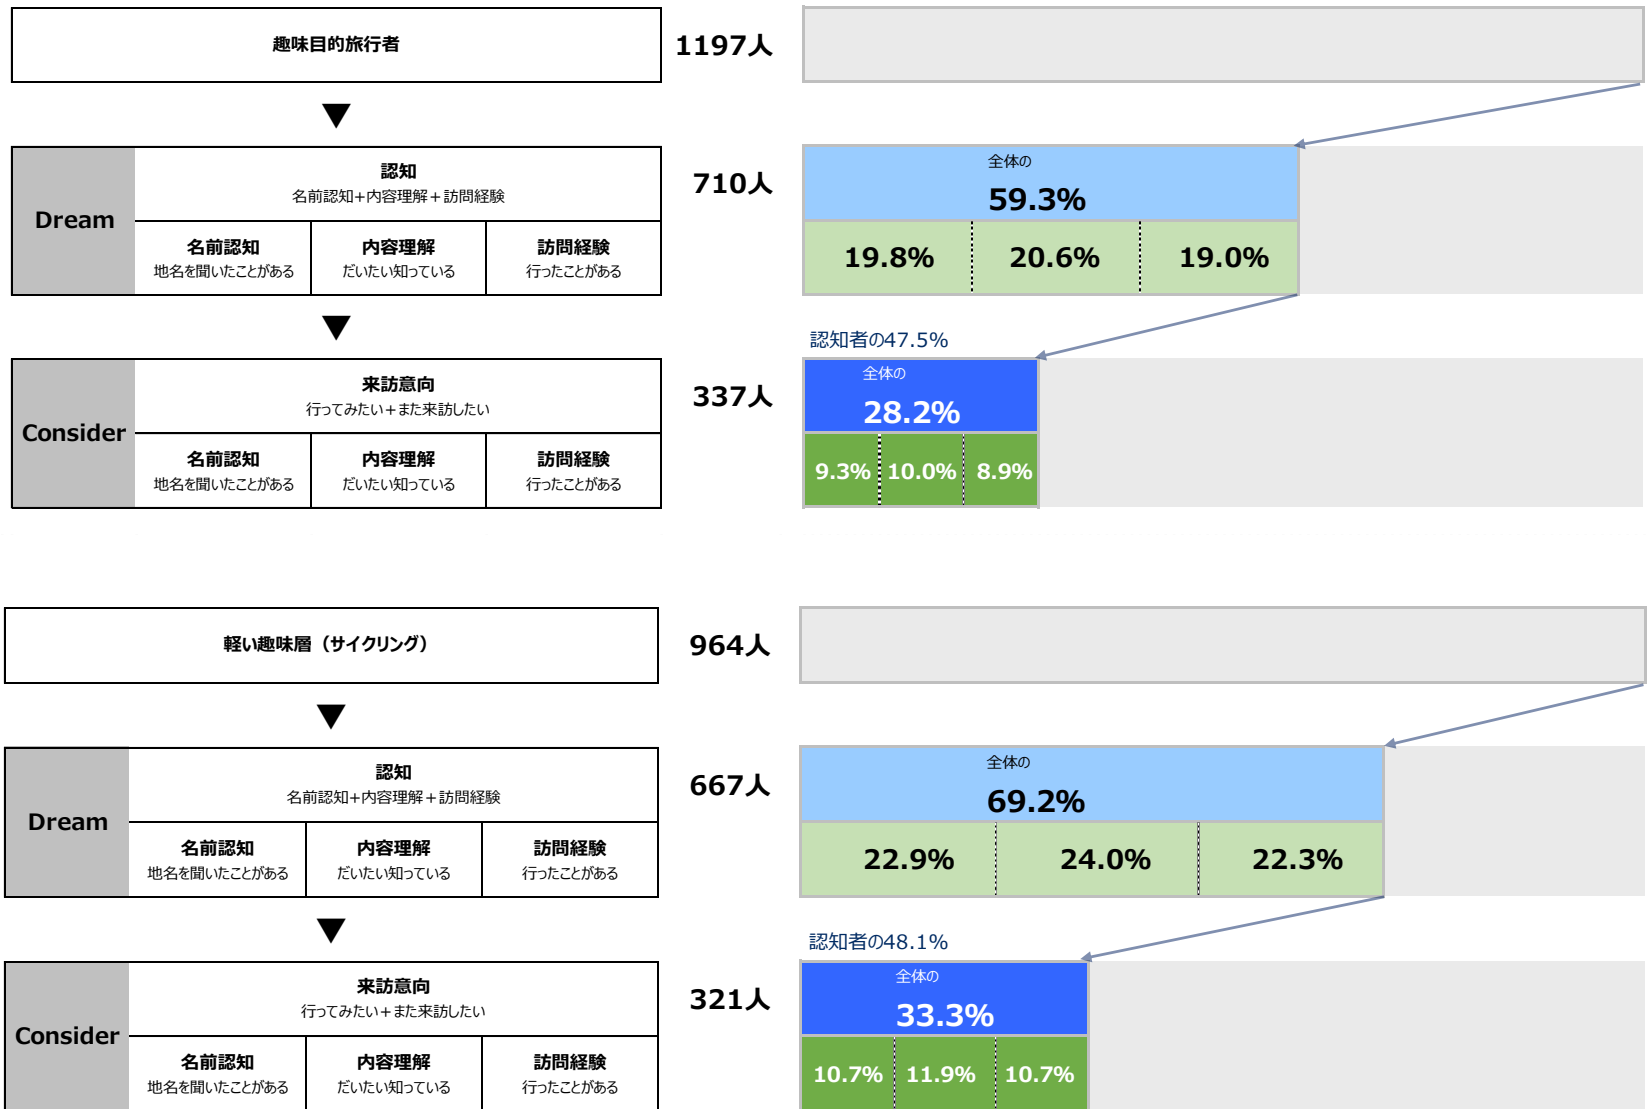 趣味目的旅行者
1197人
Dream
認知
名前認知+内容理解+訪問経験
名前認知
地名を聞いたことがある
内容理解
だいたい知っている
訪問経験
行ったことがある
710人
全体の
59.3%
19.8%
20.6%
19.0%
認知者の47.5%
Consider
来訪意向
行ってみたい+また来訪したい
名前認知
地名を聞いたことがある
内容理解
だいたい知っている
訪問経験
行ったことがある
337人
全体の
28.2%
9.3%
10.0%
8.9%
軽い趣味層（サイクリング）
964人
Dream
認知
名前認知+内容理解+訪問経験
名前認知
地名を聞いたことがある
内容理解
だいたい知っている
訪問経験
行ったことがある
667人
全体の
69.2%
22.9%
24.0%
22.3%
認知者の48.1%
Consider
来訪意向
行ってみたい+また来訪したい
名前認知
地名を聞いたことがある
内容理解
だいたい知っている
訪問経験
行ったことがある
321人
全体の
33.3%
10.7%
11.9%
10.7%